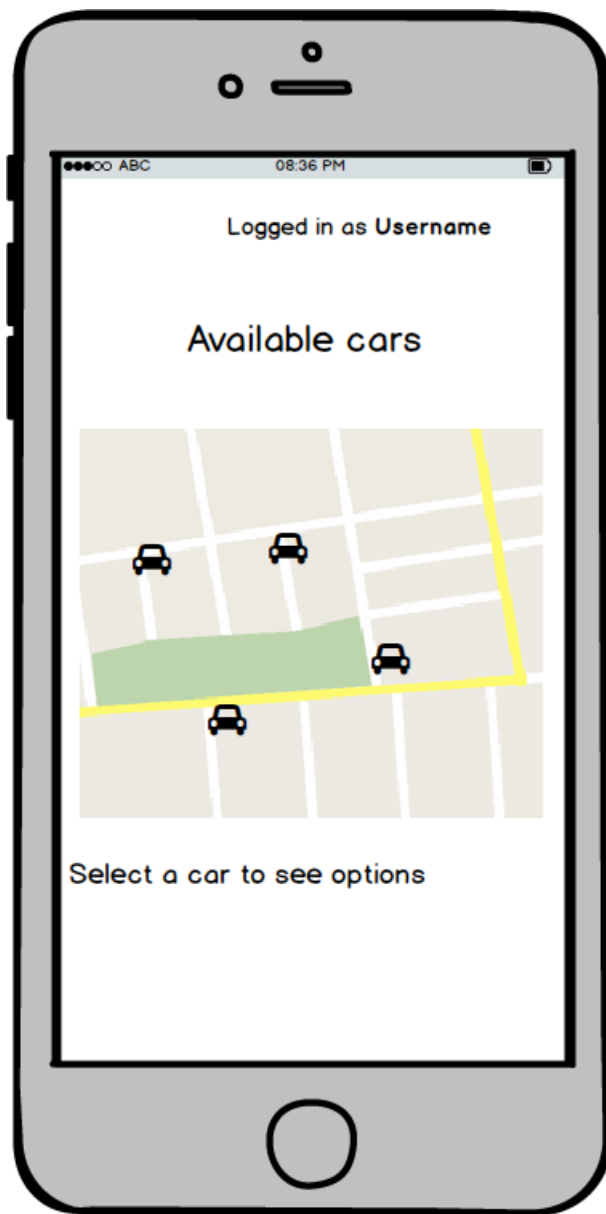 ABC 08:36 PM
Logged in as Username
Available cars
Select a car to see options